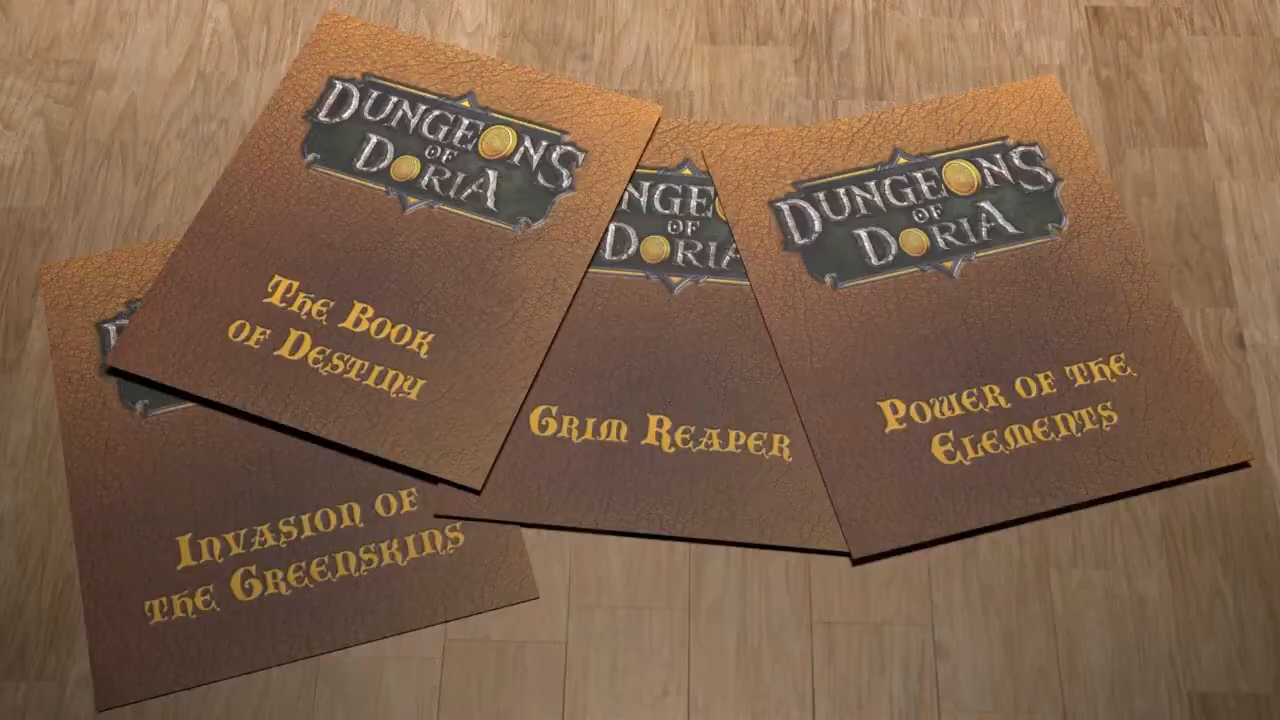 DUNGEONS
OF
DORIA
THE BOOK
OF DESTINY
NGE
OF
DORIA
GRIM REAPER
DUNGEONS
OF
DORIA
POWER OF THE
ELEMENTS
INVASION OF
THE GREENSKINS